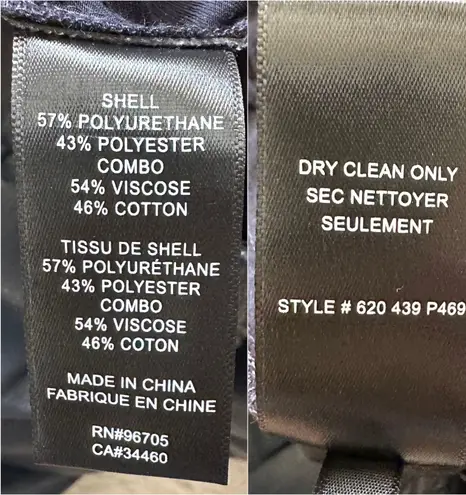 SHELL
57% POLYURETHANE
43% POLYESTER
COMBO
54% VISCOSE
46% COTTON
TISSU DE SHELL
57% POLYURÉTHANE
43% POLYESTER
COMBO
54% VISCOSE
46% COTON
MADE IN CHINA
FABRIQUE EN CHINE
RN#96705
CA#34460
DRY CLEAN ONLY
SEC NETTOYER
SEULEMENT
STYLE # 620 439 P469